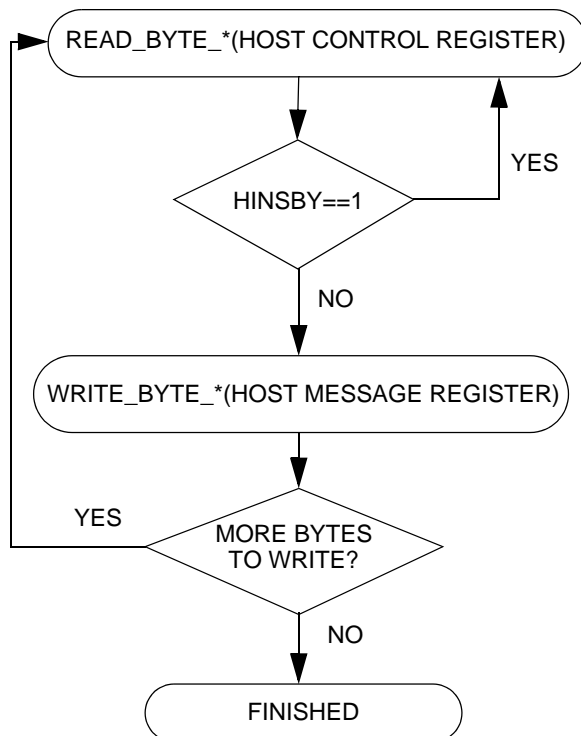 READ_BYTE_*(HOST CONTROL REGISTER)
YES
HINSBY==1
NO
WRITE_BYTE_*(HOST MESSAGE REGISTER)
YES
MORE BYTES
TO WRITE?
NO
FINISHED